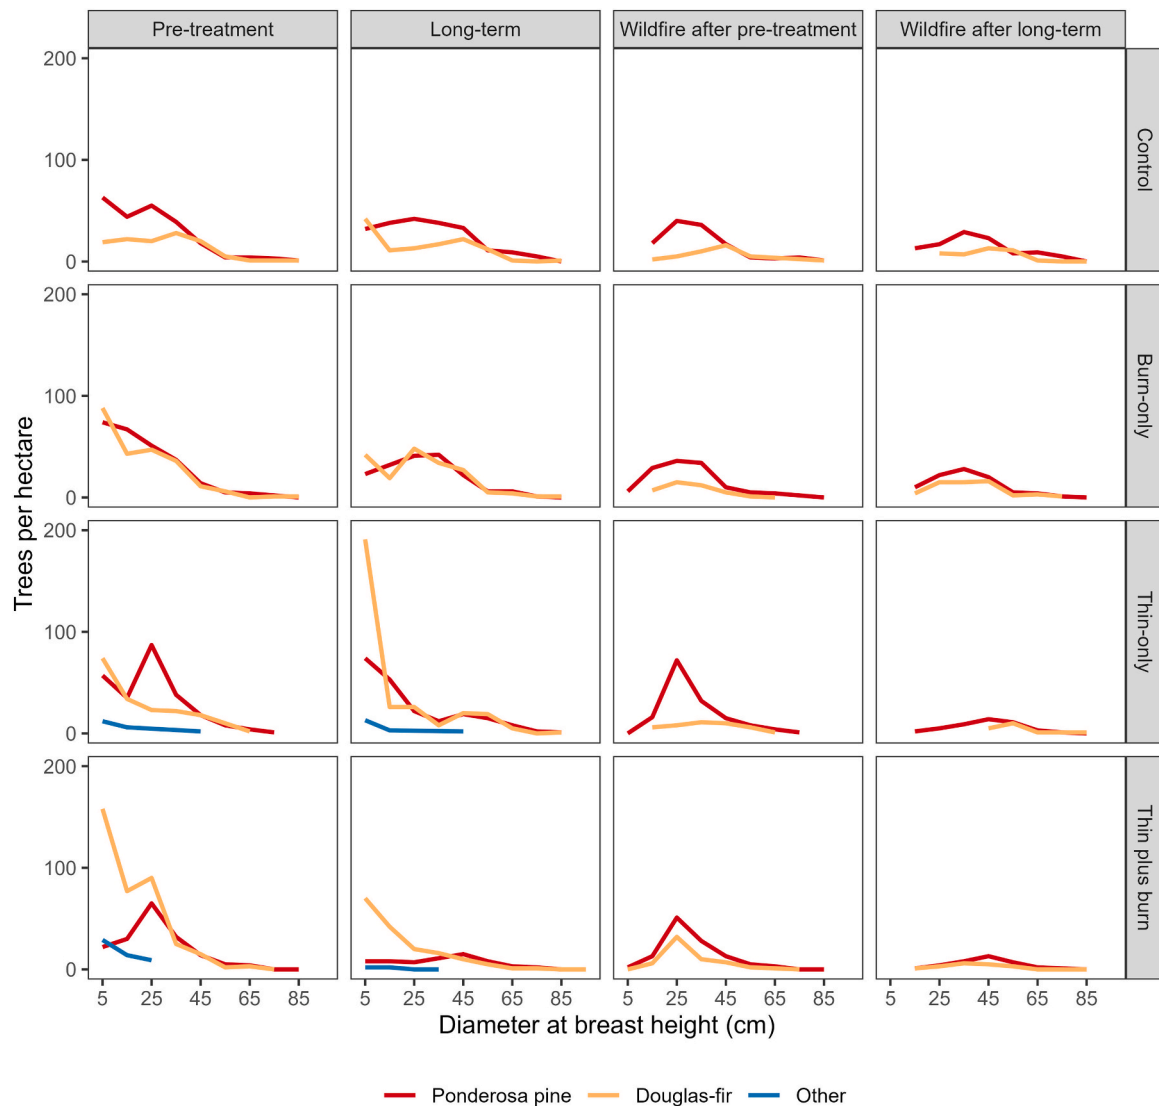 Pre-treatment
Long-term
Wildfire after pre-treatment
Wildfire after long-term
200
100
0
Control
200
100
0
Burn-only
200
100
0
Thin-only
200
100
0
Thin plus burn
Trees per hectare
5 25 45 65 85
5 25 45 65 85
5 25 45 65 85
5 25 45 65 85
Diameter at breast height (cm)
Ponderosa pine
Douglas-fir
Other